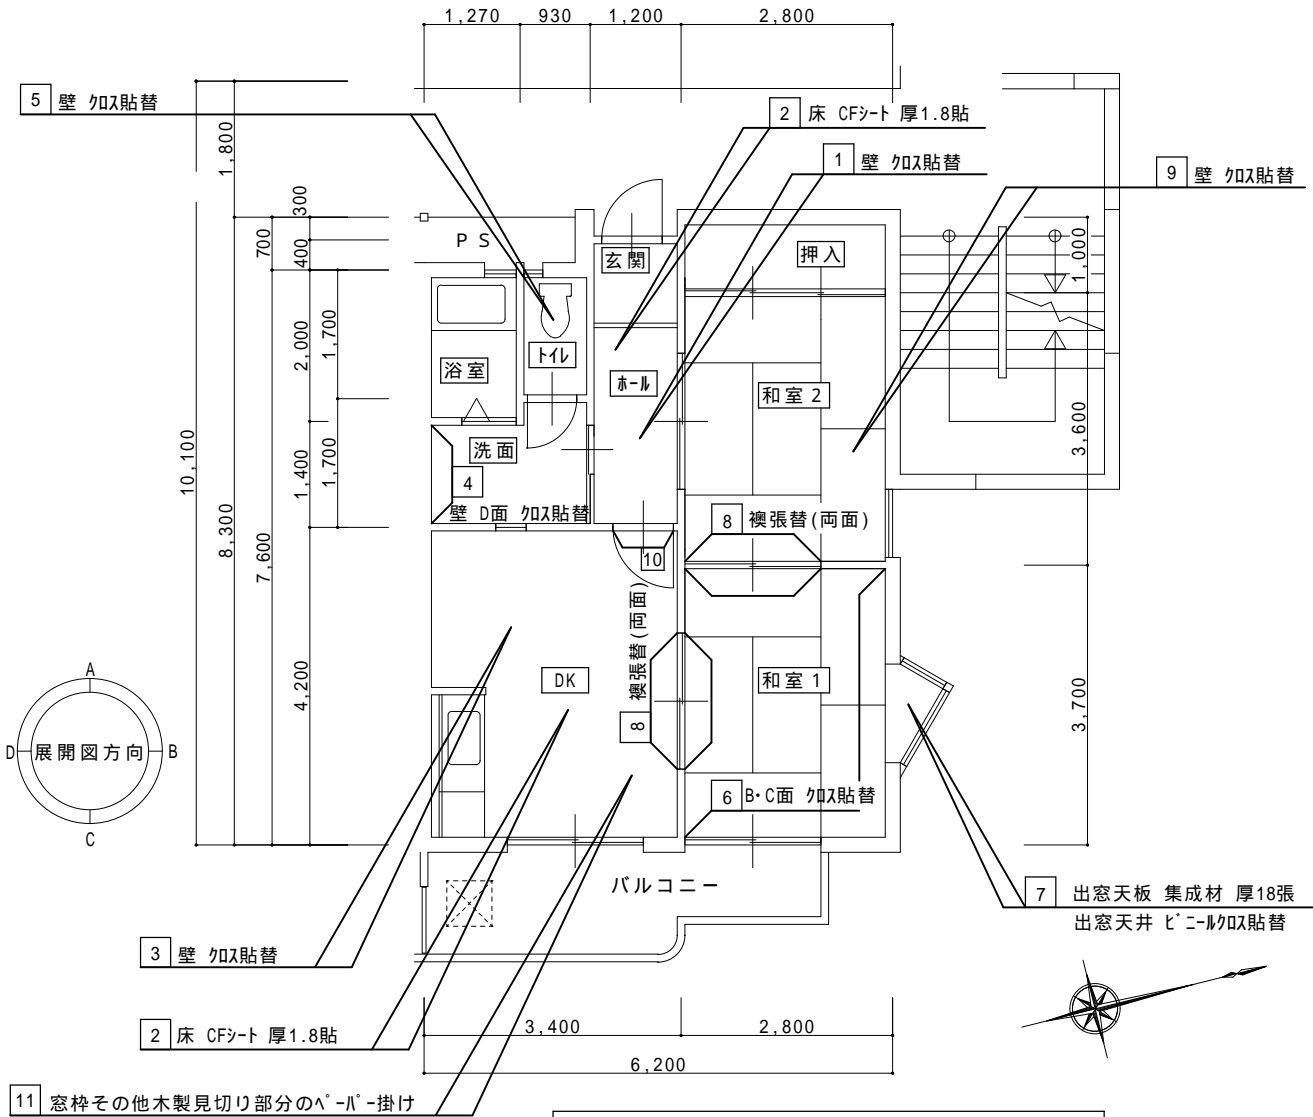 1,270 930 1,200 2,800
5 壁 クロス貼替
2 床 CFシート 厚1.8貼
1 壁 クロス貼替
9 壁 クロス貼替
1,800
300
700
400
2,000
1,700
10,100
8,300
7,600
1,400
1,700
4,200
PS
玄関
押入
1,000
浴室
トイレ
ホール
和室2
3,600
洗面
4
壁 D面 クロス貼替
8 襖張替(両面)
10
8 襖張替(両面)
DK
和室1
3,700
A
D 展開図方向 B
C
6 B・C面 クロス貼替
バルコニー
7 出窓天板 集成材 厚18張
出窓天井 ビニールクロス貼替
3 壁 クロス貼替
2 床 CFシート 厚1.8貼
3,400 2,800
6,200
11 窓枠その他木製見切り部分のペーパー掛け